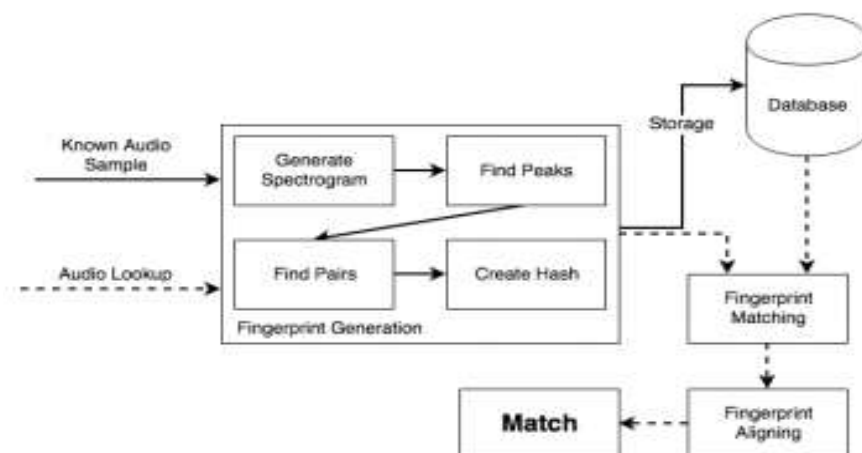 Database
Storage
Known Audio
Sample
Generate
Spectrogram
Find Peaks
Audio Lookup
Find Pairs
Create Hash
Fingerprint Generation
Fingerprint
Matching
Match
Fingerprint
Aligning